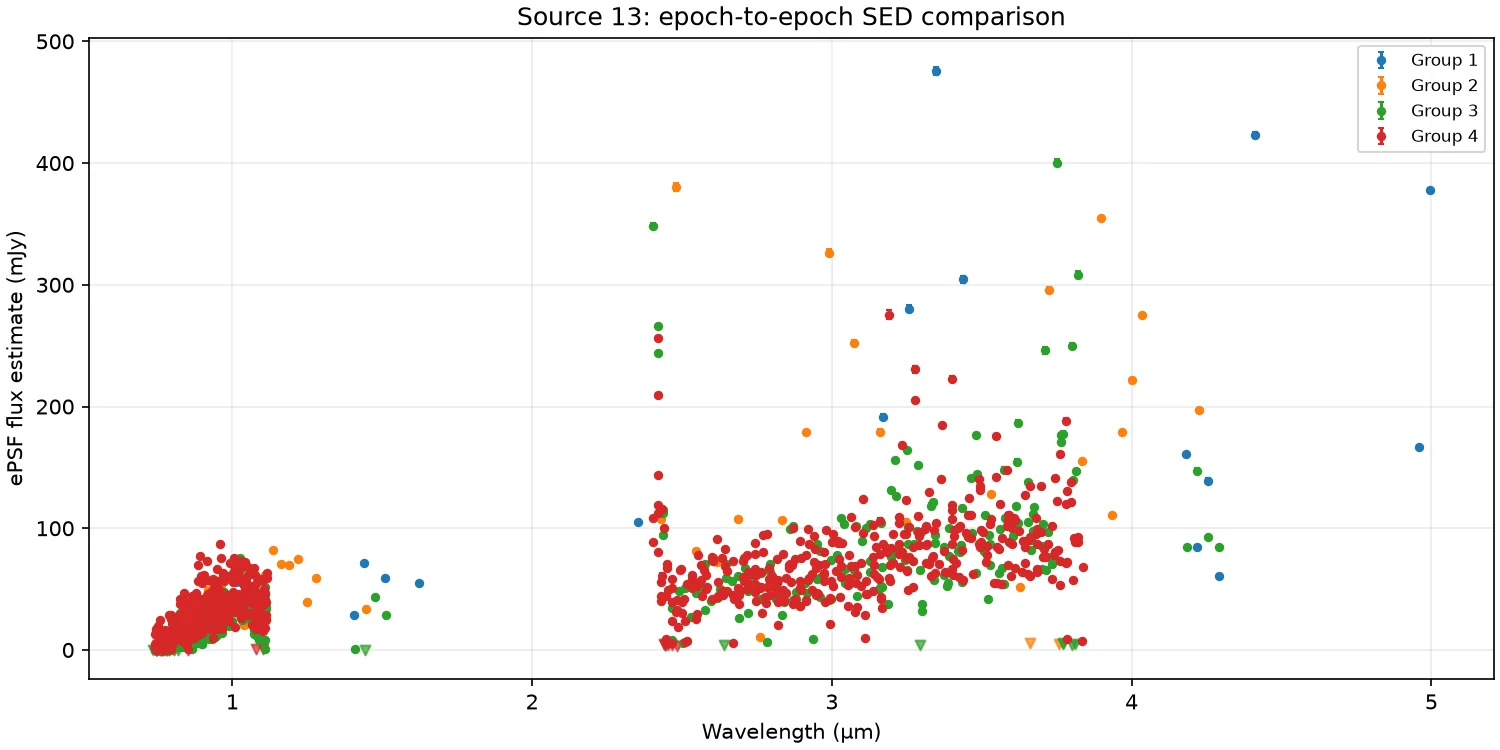 Source 13: epoch-to-epoch SED comparison
ePSF flux estimate (mJy)
500
400
300
200
100
0
Group 1
Group 2
Group 3
Group 4
1 2 3 4 5
Wavelength (μm)